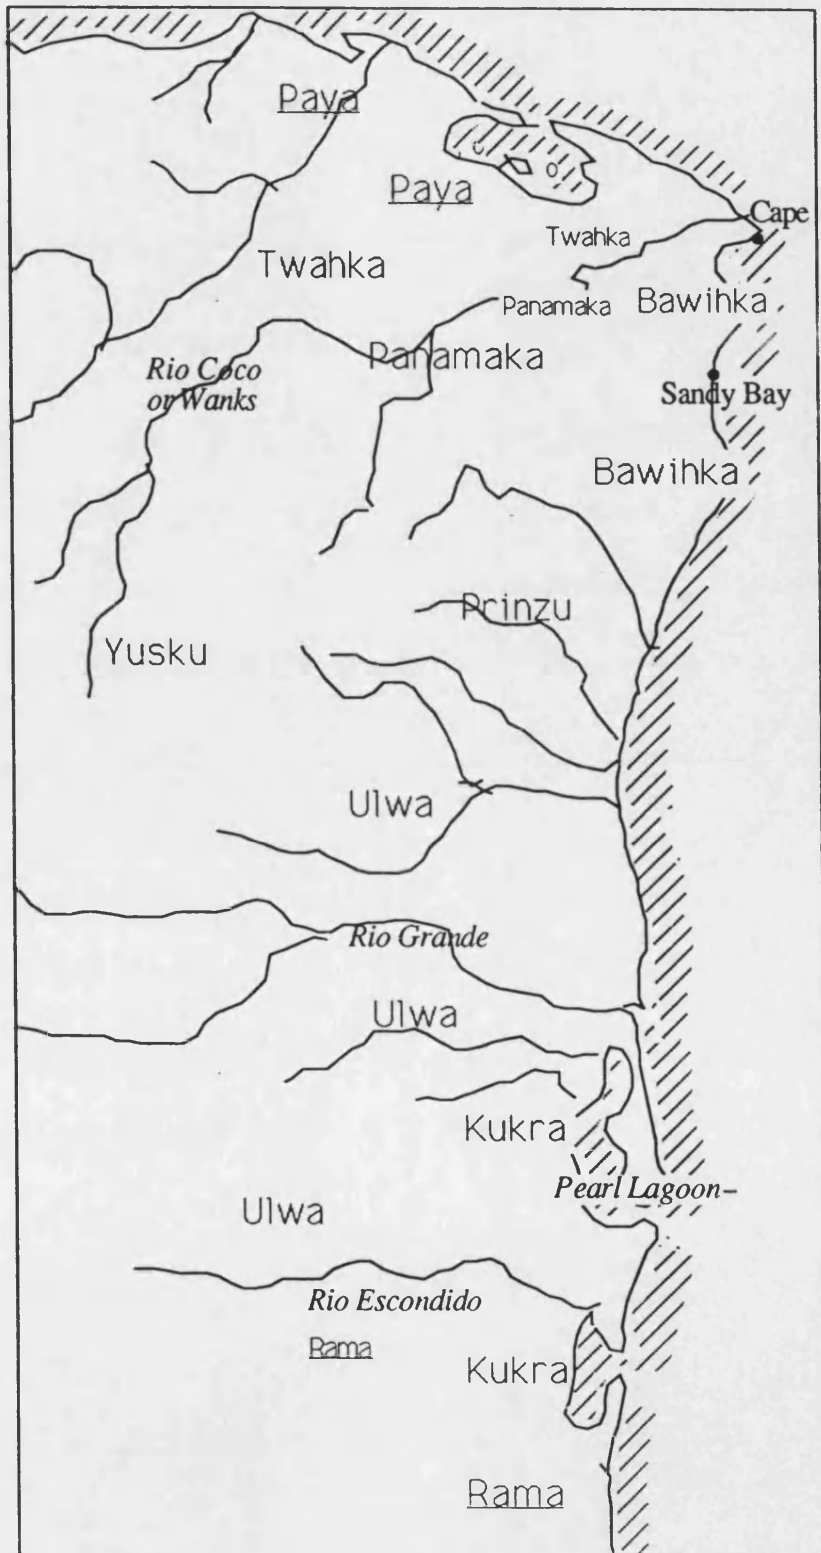 Paya
Paya
Cape
Twahka
Twahka
Panamaka
Bawihka
Panamaka
Rio Coco
or Wanks
Sandy Bay
Bawihka
Prinzu
Yusku
Ulwa
Rio Grande
Ulwa
Kukra
Pearl Lagoon–
Ulwa
Rio Escondido
Rama
Kukra
Rama